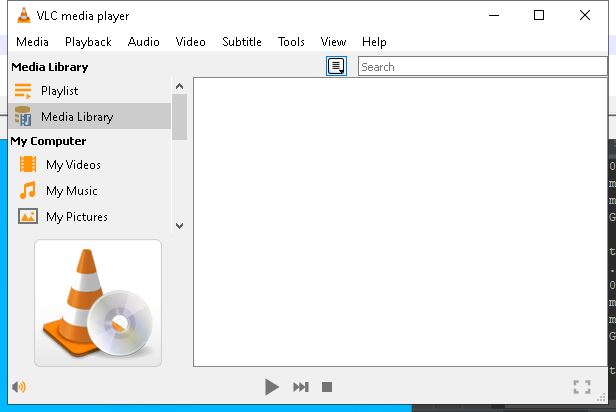 VLC media player
Media Playback Audio Video Subtitle Tools View Help
Media Library
Search
Playlist
Media Library
My Computer
My Videos
My Music
My Pictures